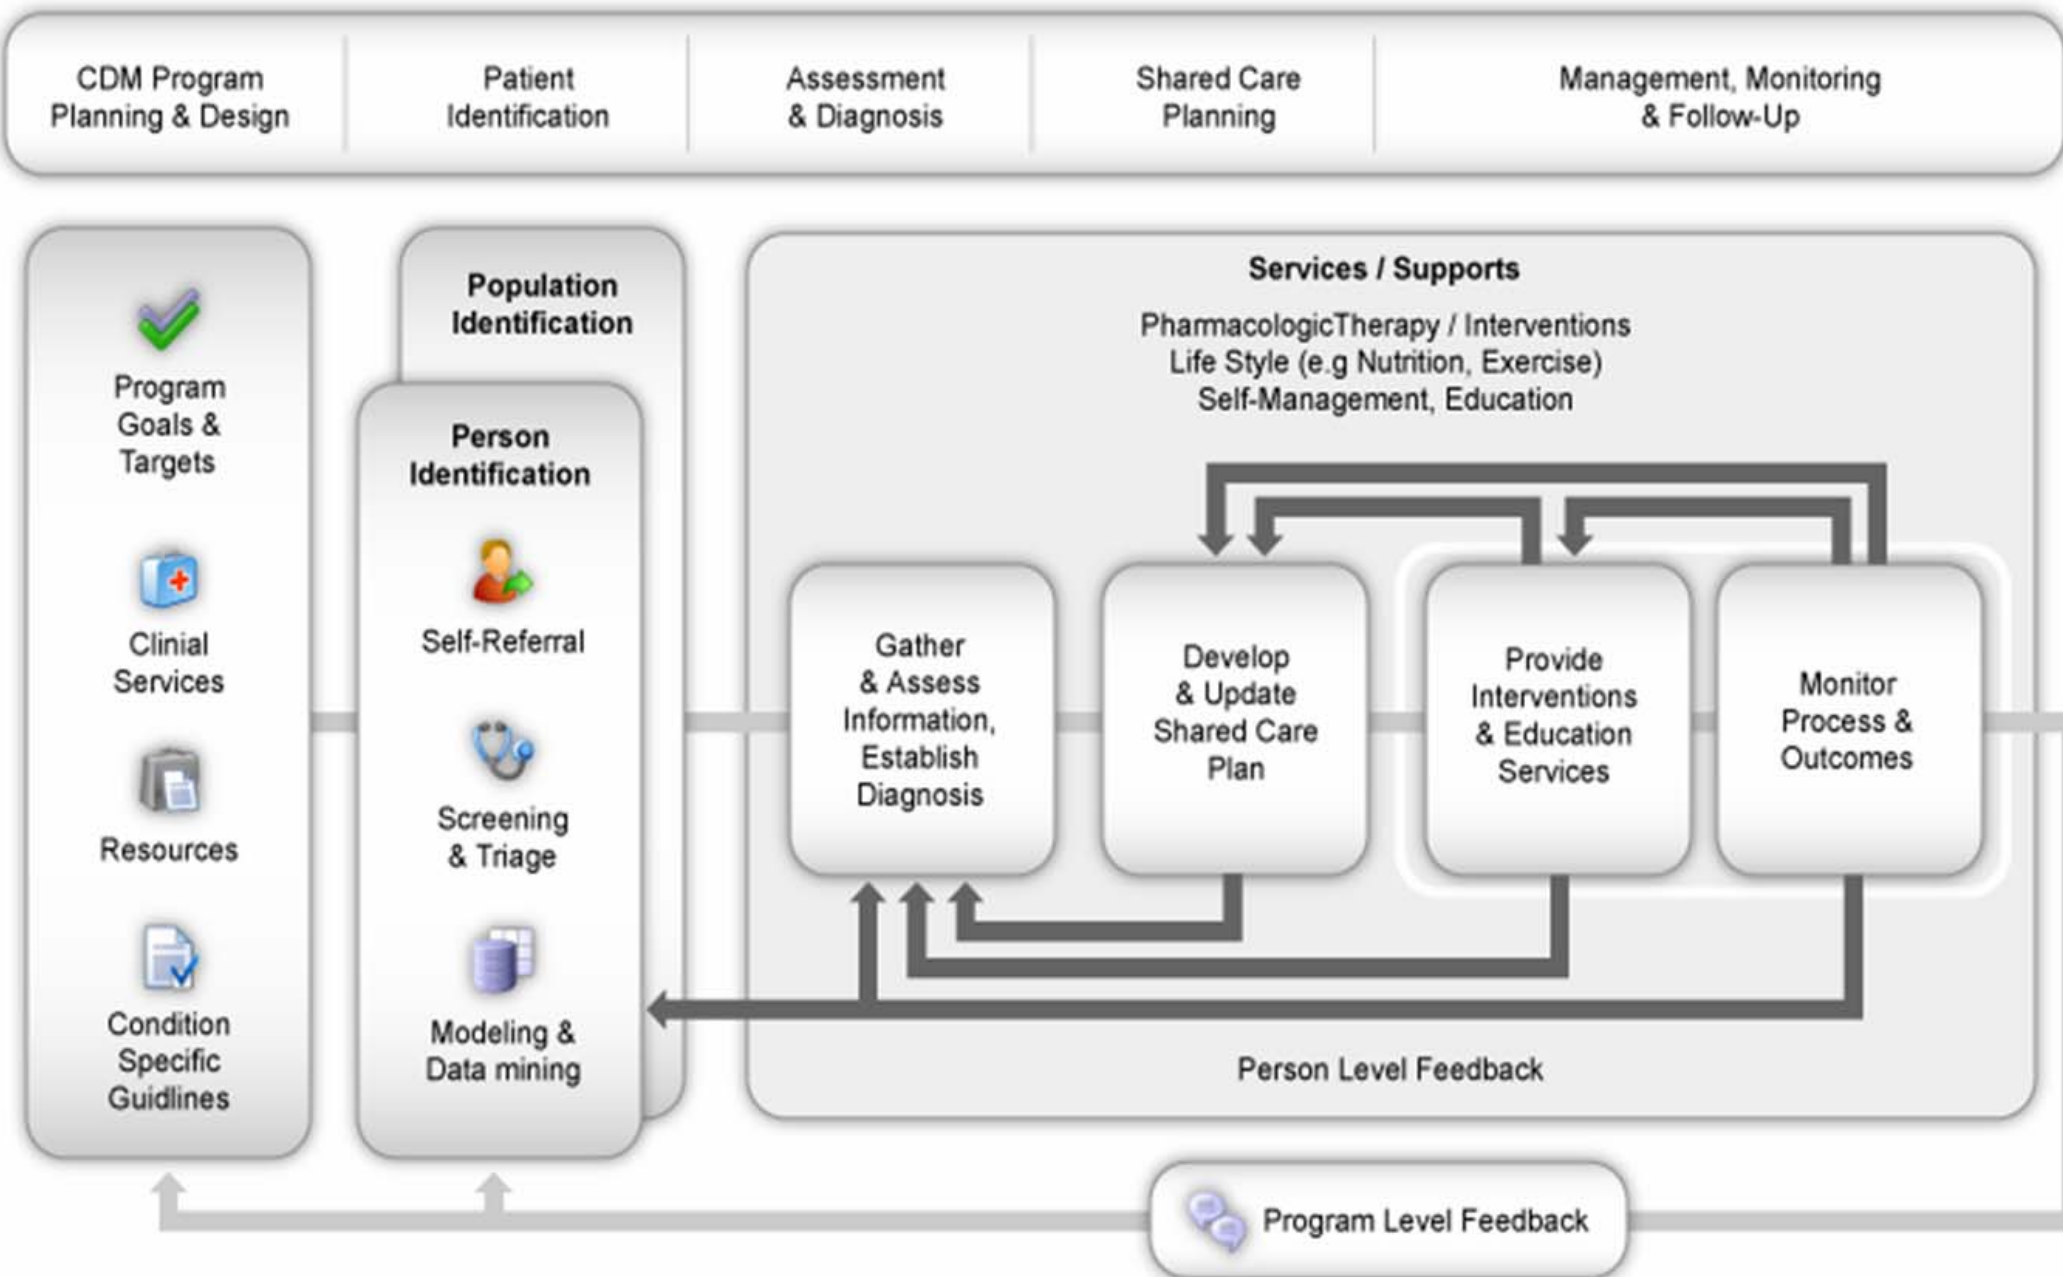 CDM Program
Planning & Design
Patient
Identification
Assessment
& Diagnosis
Shared Care
Planning
Management, Monitoring
& Follow-Up
Program
Goals &
Targets
Clinial
Services
Resources
Condition
Specific
Guidlines
Population
Identification
Person
Identification
Self-Referral
Screening
& Triage
Modeling &
Data mining
Services / Supports
PharmacologicTherapy / Interventions
Life Style (e.g Nutrition, Exercise)
Self-Management, Education
Gather
& Assess
Information,
Establish
Diagnosis
Develop
& Update
Shared Care
Plan
Provide
Interventions
& Education
Services
Monitor
Process &
Outcomes
Person Level Feedback
Program Level Feedback